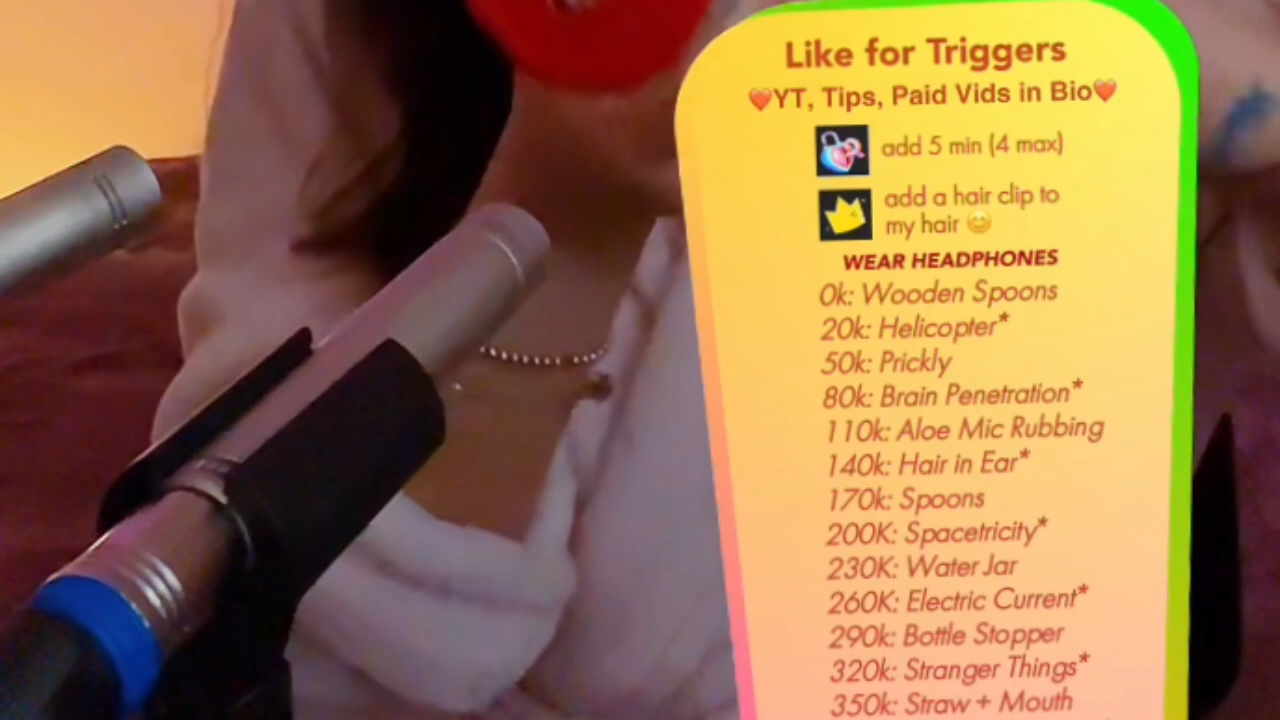 Like for Triggers
❤️YT, Tips, Paid Vids in Bio❤️
add 5 min (4 max)
add a hair clip to
my hair 😊
WEAR HEADPHONES
0k: Wooden Spoons
20k: Helicopter*
50k: Prickly
80k: Brain Penetration*
110k: Aloe Mic Rubbing
140k: Hair in Ear*
170k: Spoons
200K: Spacetricity*
230K: Water Jar
260K: Electric Current*
290k: Bottle Stopper
320k: Stranger Things*
350k: Straw + Mouth